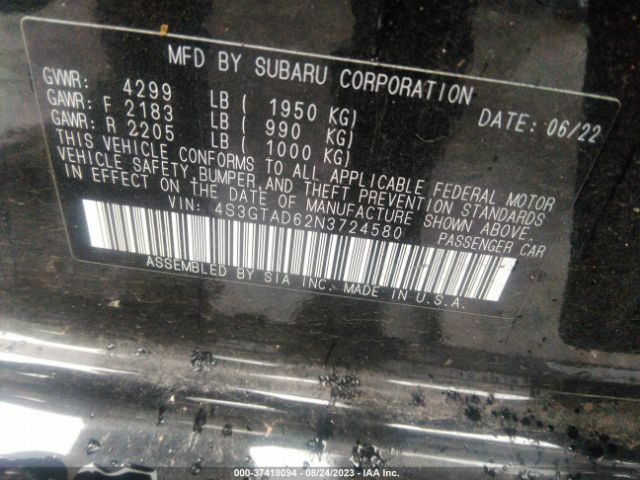 MFD BY SUBARU CORPORATION DATE: 06/22
GVWR: 4299 LB ( 1950 KG)
GAWR: F 2183 LB ( 990 KG)
GAWR: R 2205 LB ( 1000 KG)
THIS VEHICLE CONFORMS TO ALL APPLICABLE FEDERAL MOTOR
VEHICLE SAFETY, BUMPER, AND THEFT PREVENTION STANDARDS
IN EFFECT ON THE DATE OF MANUFACTURE SHOWN ABOVE.
VIN: 4S3GTAD62N3724580 PASSENGER CAR
ASSEMBLED BY SIA INC. MADE IN U.S.A.
000-37418094 - 08/24/2023 - IAA Inc.